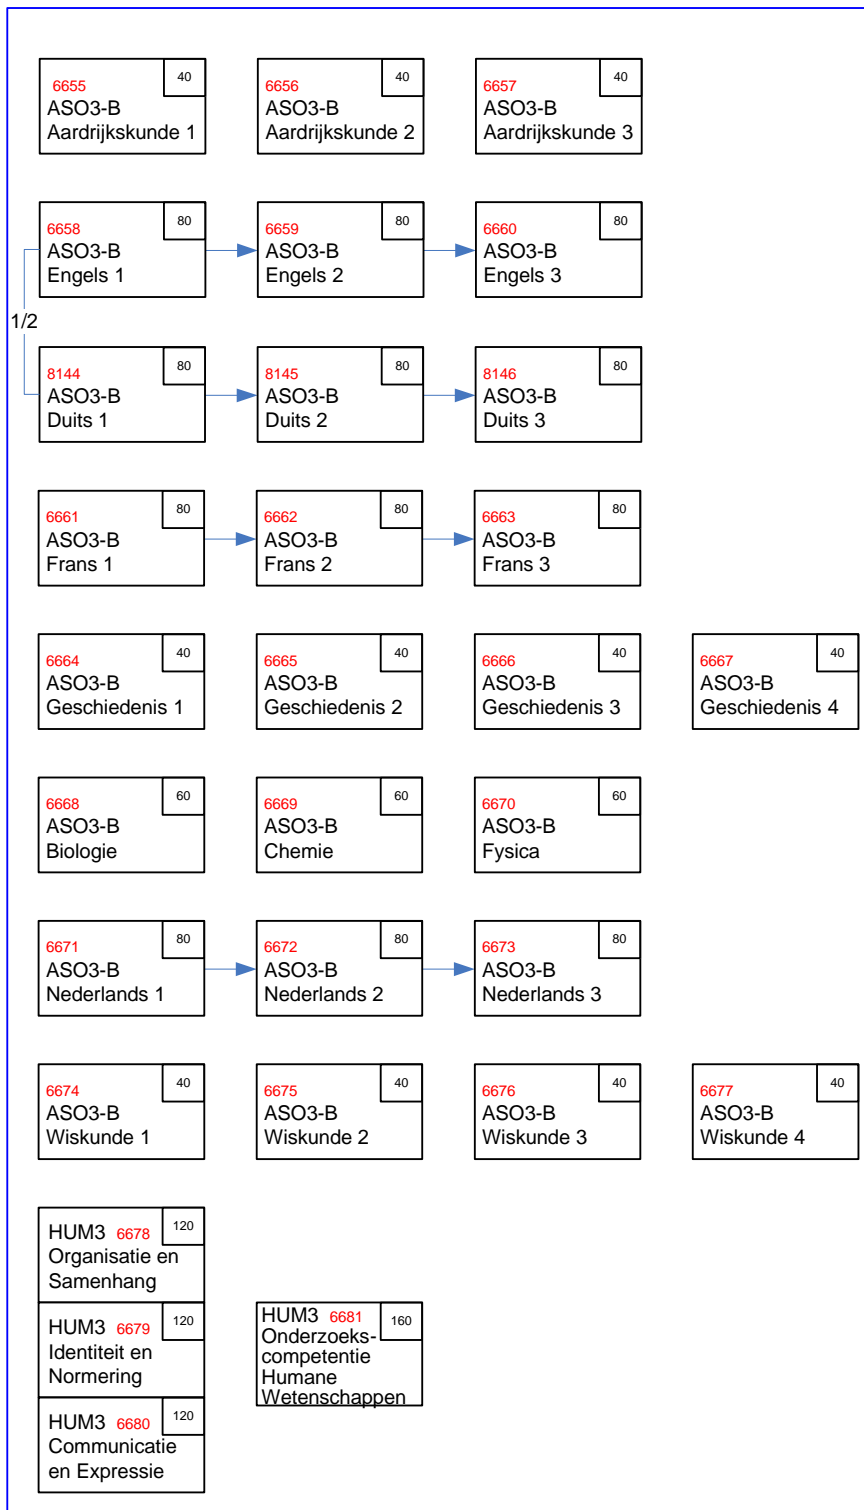 6655 40
ASO3-B
Aardrijkskunde 1
6656 40
ASO3-B
Aardrijkskunde 2
6657 40
ASO3-B
Aardrijkskunde 3
6658 80
ASO3-B
Engels 1
6659 80
ASO3-B
Engels 2
6660 80
ASO3-B
Engels 3
1/2
8144 80
ASO3-B
Duits 1
8145 80
ASO3-B
Duits 2
8146 80
ASO3-B
Duits 3
6661 80
ASO3-B
Frans 1
6662 80
ASO3-B
Frans 2
6663 80
ASO3-B
Frans 3
6664 40
ASO3-B
Geschiedenis 1
6665 40
ASO3-B
Geschiedenis 2
6666 40
ASO3-B
Geschiedenis 3
6667 40
ASO3-B
Geschiedenis 4
6668 60
ASO3-B
Biologie
6669 60
ASO3-B
Chemie
6670 60
ASO3-B
Fysica
6671 80
ASO3-B
Nederlands 1
6672 80
ASO3-B
Nederlands 2
6673 80
ASO3-B
Nederlands 3
6674 40
ASO3-B
Wiskunde 1
6675 40
ASO3-B
Wiskunde 2
6676 40
ASO3-B
Wiskunde 3
6677 40
ASO3-B
Wiskunde 4
HUM3 6678 120
Organisatie en
Samenhang
HUM3 6679 120
Identiteit en
Normering
HUM3 6680 120
Communicatie
en Expressie
HUM3 6681 160
Onderzoeks-
competentie
Humane
Wetenschappen